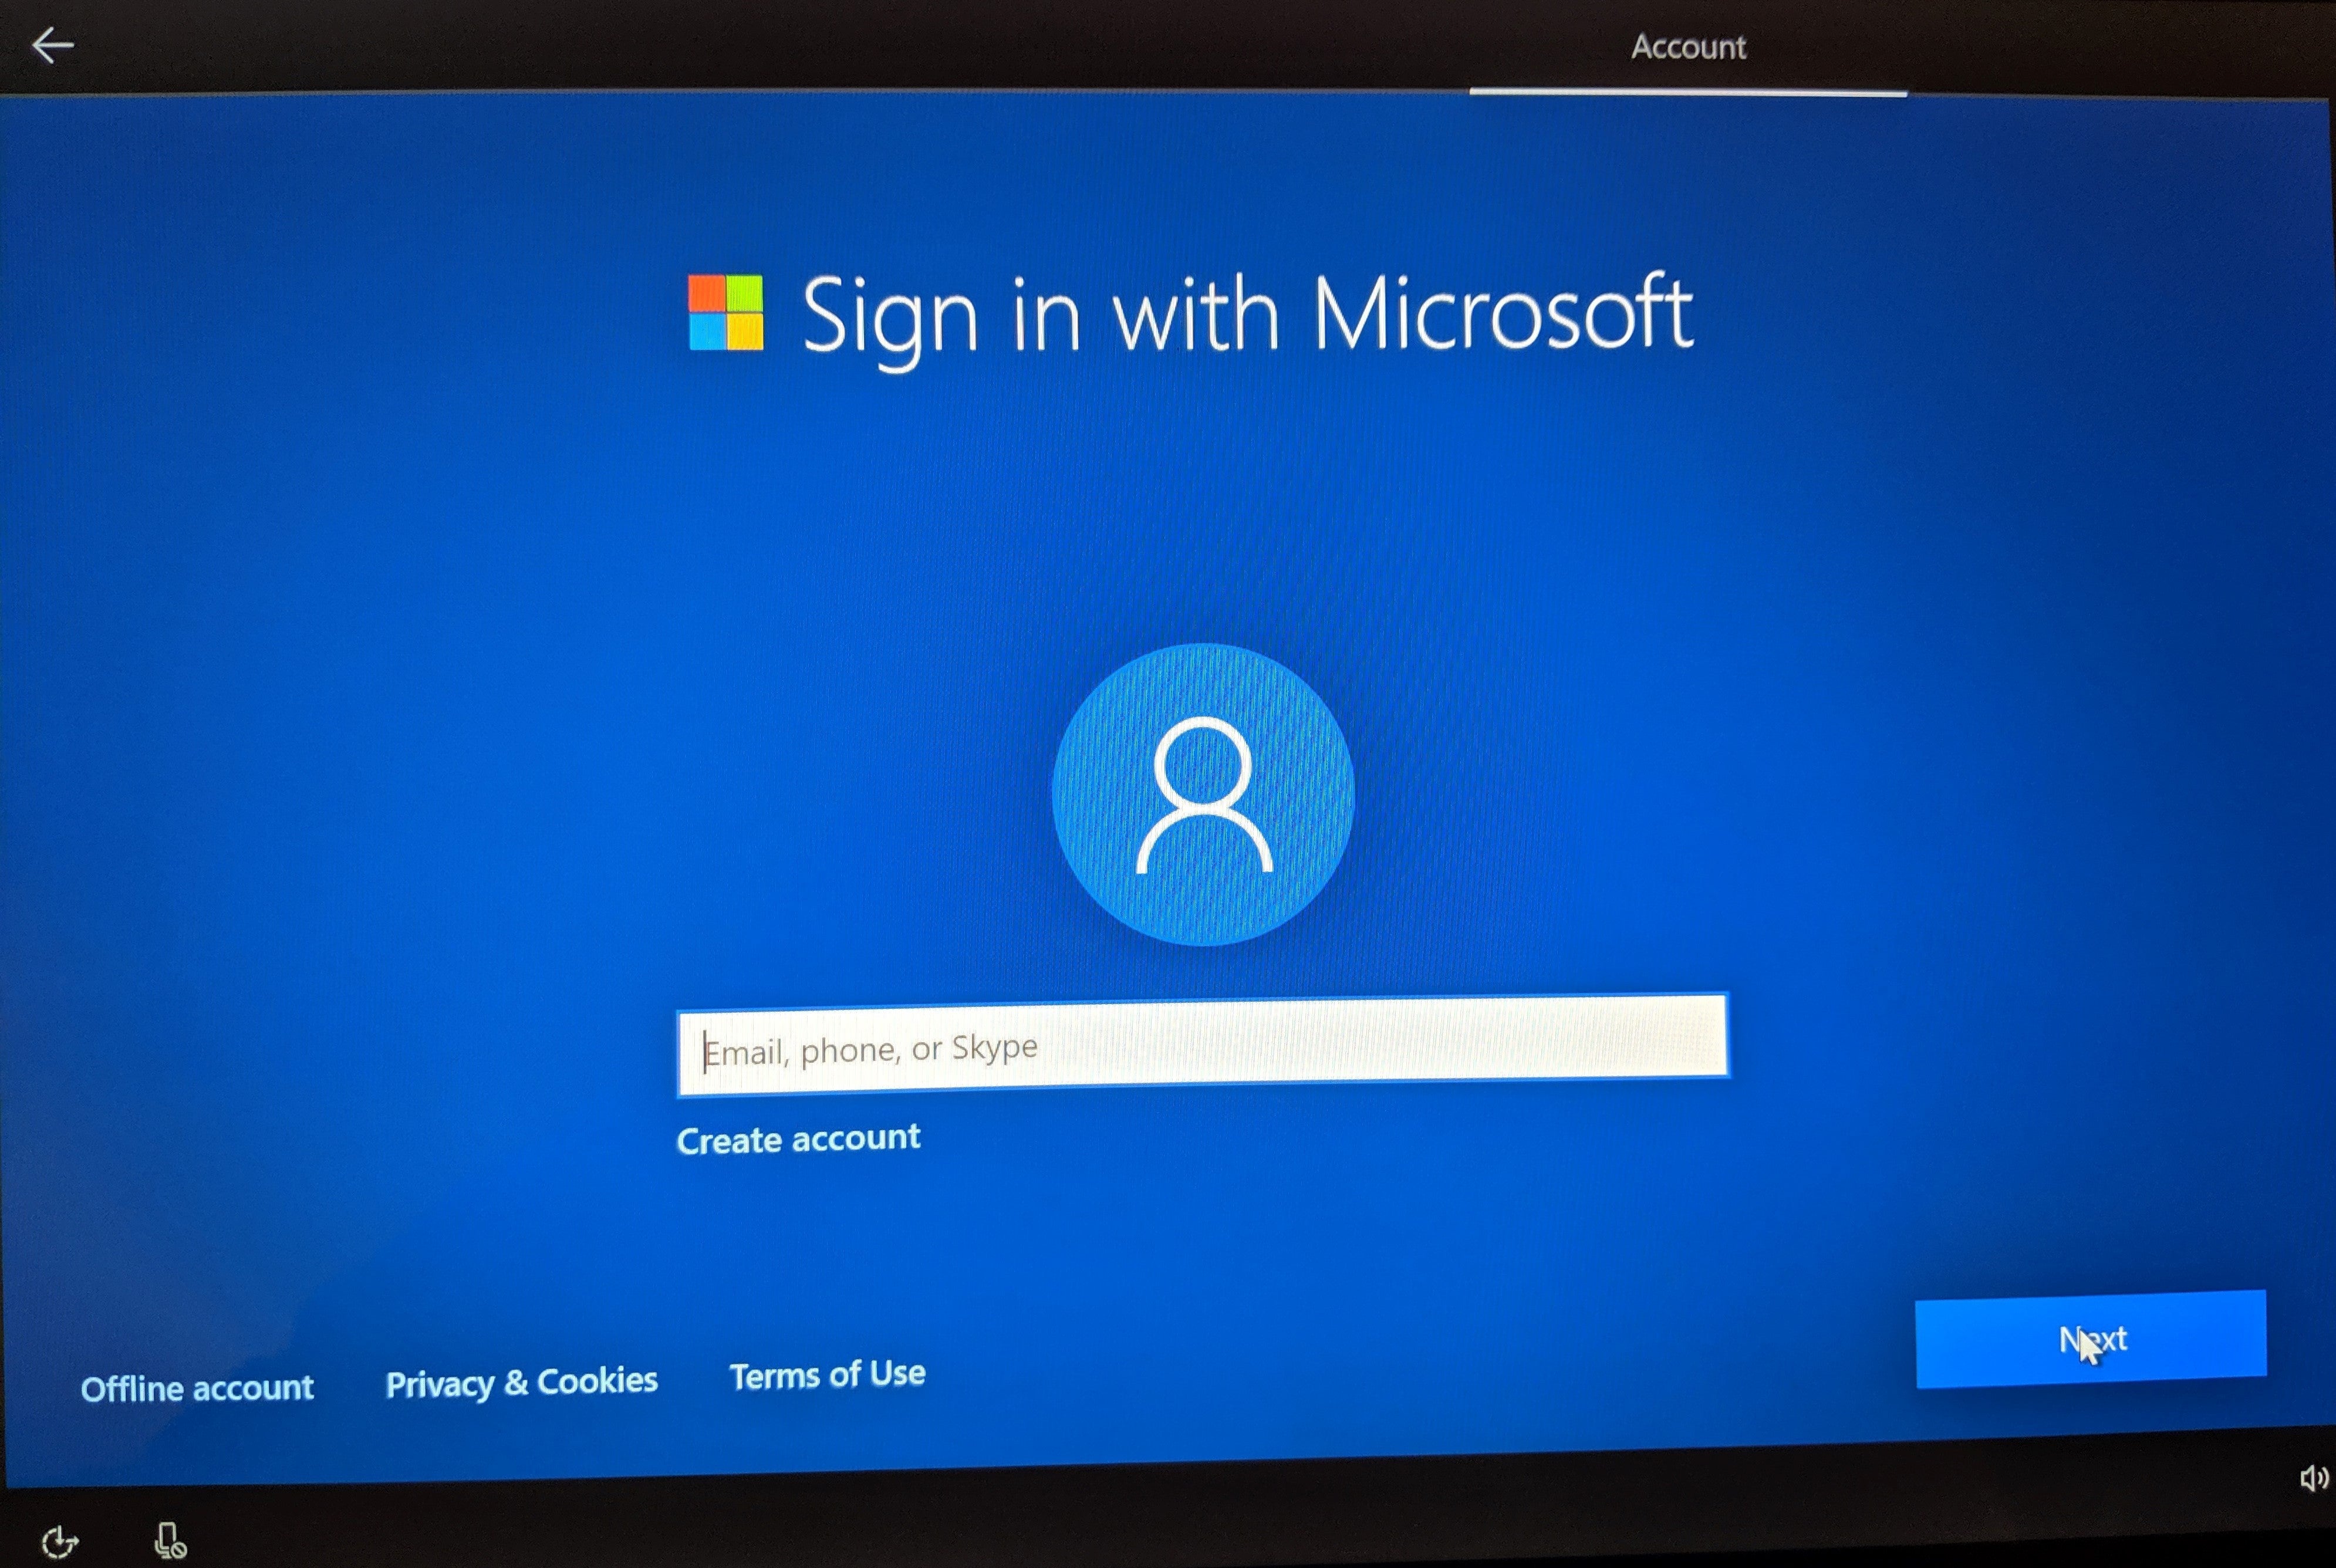 Account
Sign in with Microsoft
Email, phone, or Skype
Create account
Offline account
Privacy & Cookies
Terms of Use
Next